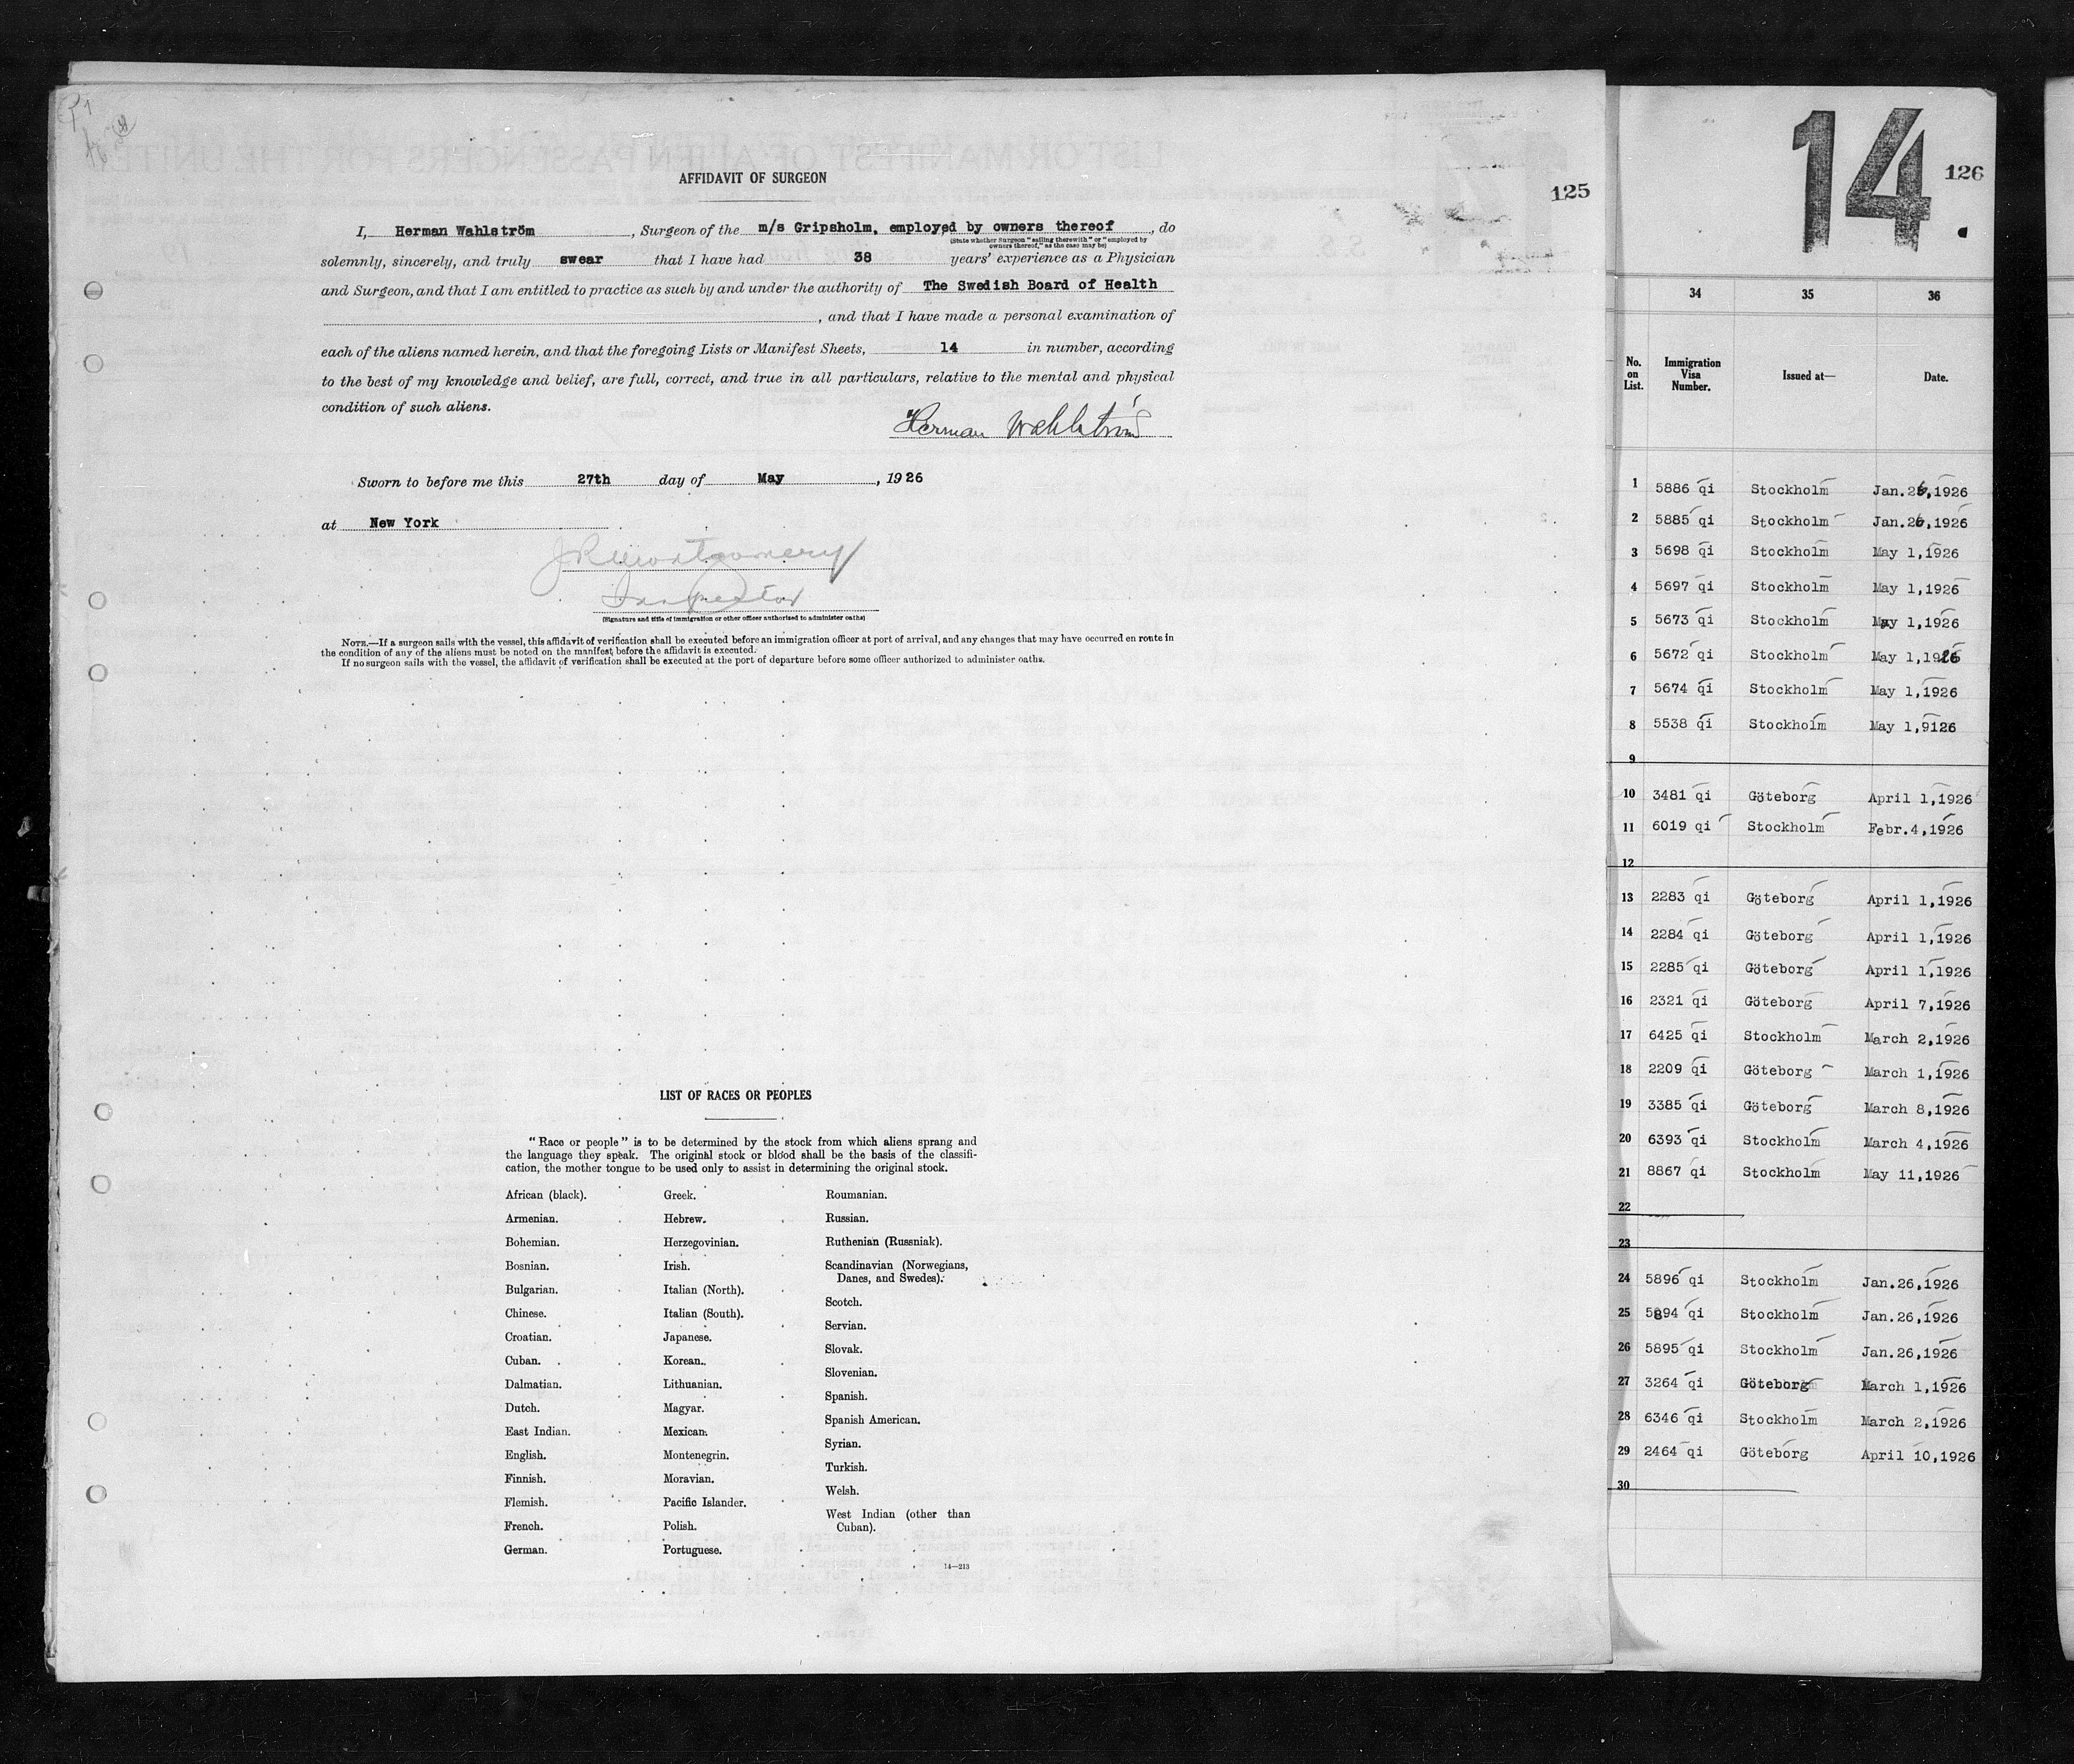 AFFIDAVIT OF SURGEON
125
I, Herman Wahlström, Surgeon of the m/s Gripsholm, employed by owners thereof, do
(State whether Surgeon "sailing therewith" or "employed by
owners thereof," as the case may be)
solemnly, sincerely, and truly swear that I have had 38 years' experience as a Physician
and Surgeon, and that I am entitled to practice as such by and under the authority of The Swedish Board of Health
, and that I have made a personal examination of
each of the aliens named herein, and that the foregoing Lists or Manifest Sheets, 14 in number, according
to the best of my knowledge and belief, are full, correct, and true in all particulars, relative to the mental and physical
condition of such aliens.
Herman Wahlström
Sworn to before me this 27th day of May, 1926
at New York
JR Montgomery
Inspector
(Signature and title of immigration or other officer authorized to administer oaths)
NOTE.—If a surgeon sails with the vessel, this affidavit of verification shall be executed before an immigration officer at port of arrival, and any changes that may have occurred en route in
the condition of any of the aliens must be noted on the manifest before the affidavit is executed.
If no surgeon sails with the vessel, the affidavit of verification shall be executed at the port of departure before some officer authorized to administer oaths.
LIST OF RACES OR PEOPLES
"Race or people" is to be determined by the stock from which aliens sprang and
the language they speak. The original stock or blood shall be the basis of the classifi-
cation, the mother tongue to be used only to assist in determining the original stock.
African (black).
Armenian.
Bohemian.
Bosnian.
Bulgarian.
Chinese.
Croatian.
Cuban.
Dalmatian.
Dutch.
East Indian.
English.
Finnish.
Flemish.
French.
German.
Greek.
Hebrew.
Herzegovinian.
Irish.
Italian (North).
Italian (South).
Japanese.
Korean.
Lithuanian.
Magyar.
Mexican.
Montenegrin.
Moravian.
Pacific Islander.
Polish.
Portuguese.
Roumanian.
Russian.
Ruthenian (Russniak).
Scandinavian (Norwegians,
Danes, and Swedes).
Scotch.
Servian.
Slovak.
Slovenian.
Spanish.
Spanish American.
Syrian.
Turkish.
Welsh.
West Indian (other than
Cuban).
14—213
14
126
34 35 36
No. on List. Immigration Visa Number. Issued at— Date.
1 5886 qi Stockholm Jan.26,1926
2 5885 qi Stockholm Jan.26,1926
3 5698 qi Stockholm May 1,1926
4 5697 qi Stockholm May 1,1926
5 5673 qi Stockholm May 1,1926
6 5672 qi Stockholm May 1,1926
7 5674 qi Stockholm May 1,1926
8 5538 qi Stockholm May 1,9126
9
10 3481 qi Göteborg April 1,1926
11 6019 qi Stockholm Febr.4,1926
12
13 2283 qi Göteborg April 1,1926
14 2284 qi Göteborg April 1,1926
15 2285 qi Göteborg April 1,1926
16 2321 qi Göteborg April 7,1926
17 6425 qi Stockholm March 2,1926
18 2209 qi Göteborg March 1,1926
19 3385 qi Göteborg March 8,1926
20 6393 qi Stockholm March 4,1926
21 8867 qi Stockholm May 11,1926
22
23
24 5896 qi Stockholm Jan.26,1926
25 5894 qi Stockholm Jan.26,1926
26 5895 qi Stockholm Jan.26,1926
27 3264 qi Göteborg March 1,1926
28 6346 qi Stockholm March 2,1926
29 2464 qi Göteborg April 10,1926
30